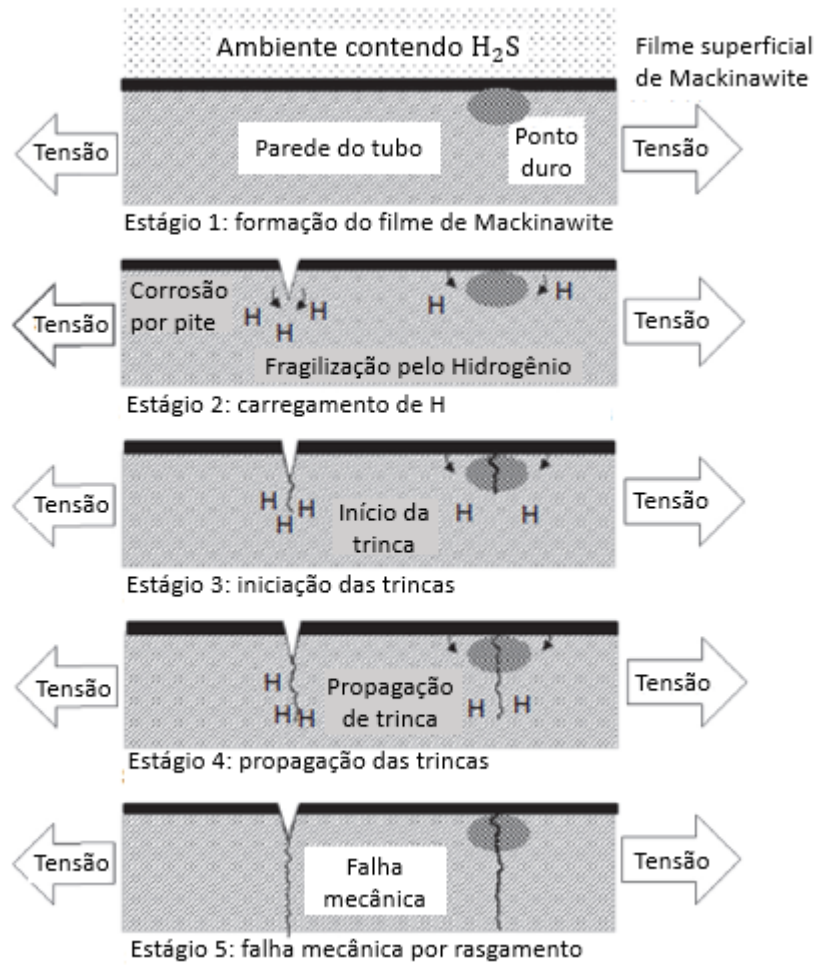 Ambiente contendo H₂S
Filme superficial
de Mackinawite
Tensão
Parede do tubo
Ponto
duro
Tensão
Estágio 1: formação do filme de Mackinawite
Tensão
Corrosão
por pite
H
H
H
H
H
Fragilização pelo Hidrogênio
Tensão
Estágio 2: carregamento de H
Tensão
H
H
H
Início da
trinca
H
H
Tensão
Estágio 3: iniciação das trincas
Tensão
H
H
H
Propagação
de trinca
H
H
Tensão
Estágio 4: propagação das trincas
Tensão
Falha
mecânica
Tensão
Estágio 5: falha mecânica por rasgamento